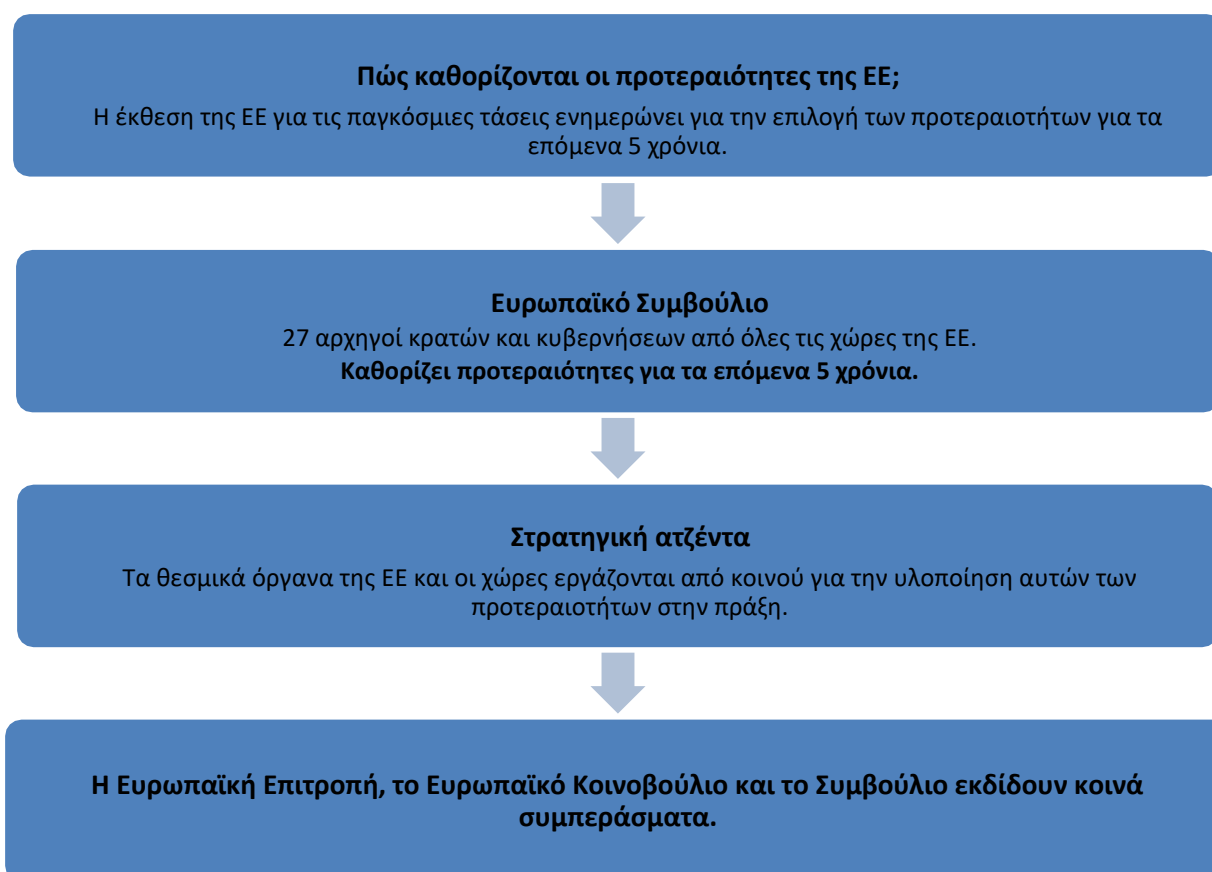 Πώς καθορίζονται οι προτεραιότητες της ΕΕ;
Η έκθεση της ΕΕ για τις παγκόσμιες τάσεις ενημερώνει για την επιλογή των προτεραιοτήτων για τα
επόμενα 5 χρόνια.
Ευρωπαϊκό Συμβούλιο
27 αρχηγοί κρατών και κυβερνήσεων από όλες τις χώρες της ΕΕ.
Καθορίζει προτεραιότητες για τα επόμενα 5 χρόνια.
Στρατηγική ατζέντα
Τα θεσμικά όργανα της ΕΕ και οι χώρες εργάζονται από κοινού για την υλοποίηση αυτών των
προτεραιοτήτων στην πράξη.
Η Ευρωπαϊκή Επιτροπή, το Ευρωπαϊκό Κοινοβούλιο και το Συμβούλιο εκδίδουν κοινά
συμπεράσματα.